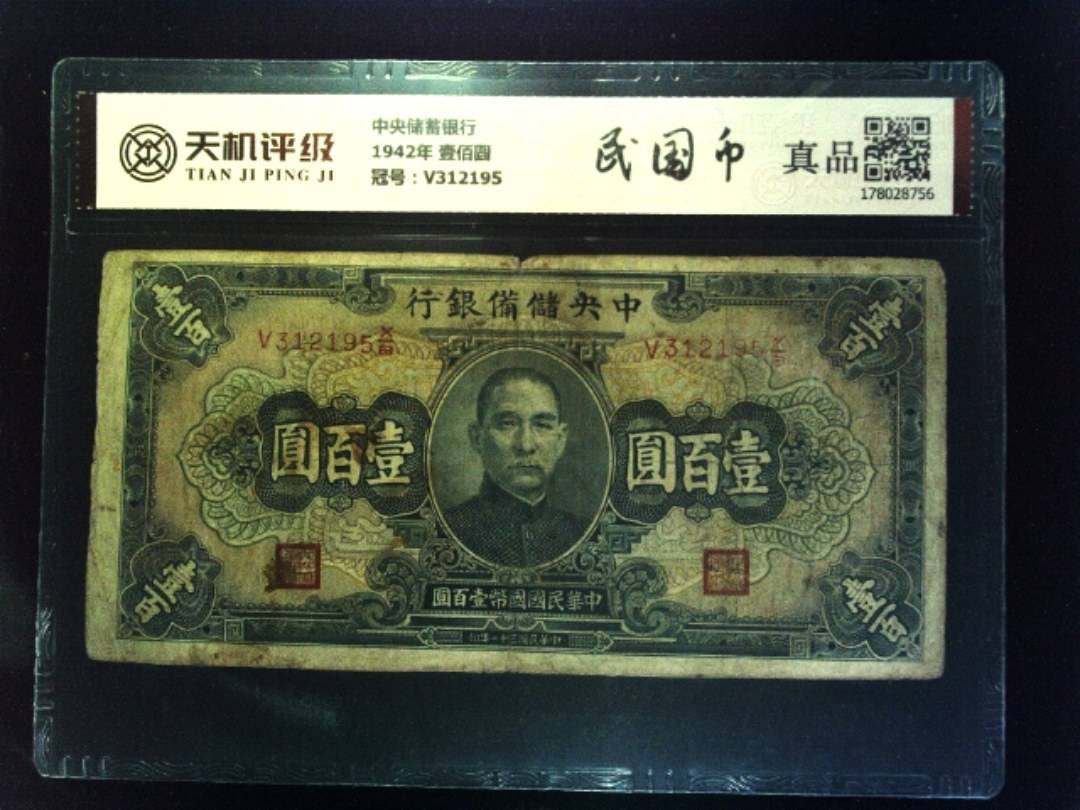 天机评级
TIAN JI PING JI
中央储蓄银行
1942年 壹佰圆
冠号：V312195
民国币
真品
178028756
行銀備儲央中
V312195
V312195
壹百
壹百
圓百壹
圓百壹
壹百
壹百
圓百壹幣國國民華中